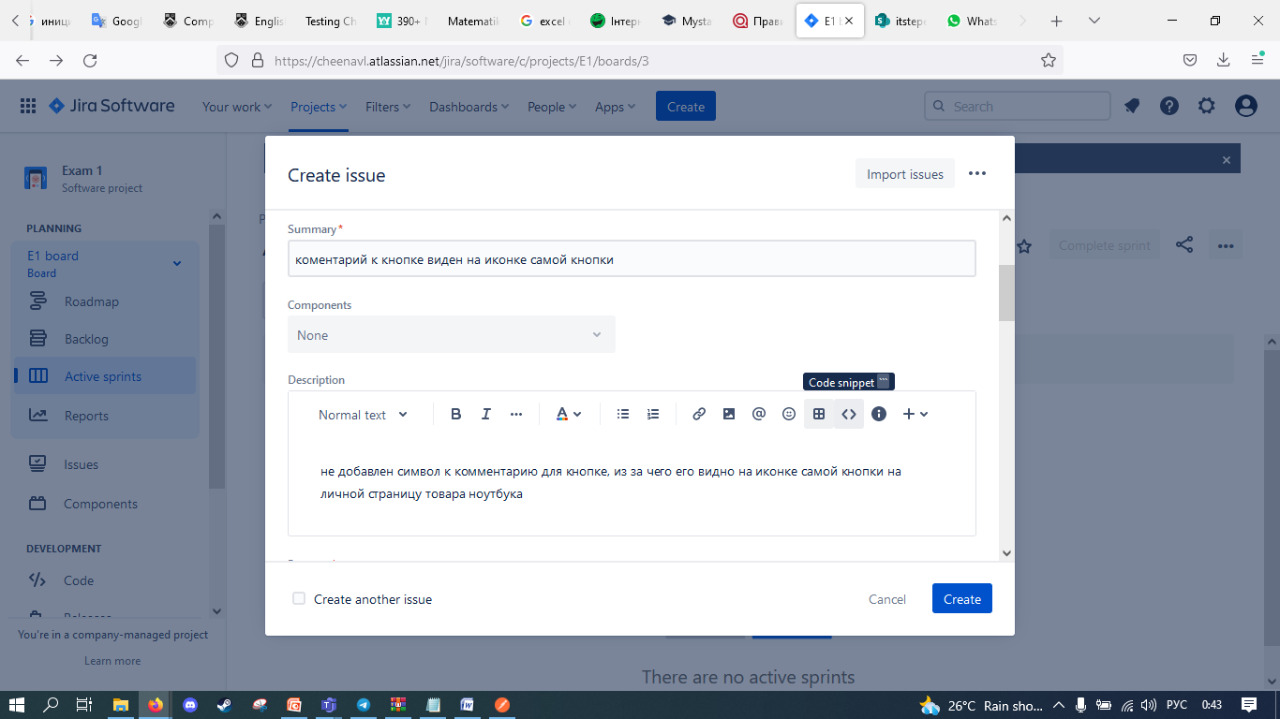 иниц
Googl
Comp
English
Testing Ch
390+
Matematik
excel
Інтер
Mysta
Прав
E1
itstep
Whats
https://cheenavl.atlassian.net/jira/software/c/projects/E1/boards/3
Jira Software
Your work
Projects
Filters
Dashboards
People
Apps
Create
Search
Exam 1
Software project
PLANNING
E1 board
Board
Roadmap
Backlog
Active sprints
Reports
Issues
Components
DEVELOPMENT
Code
Releases
You're in a company-managed project
Learn more
Complete sprint
Create issue
Import issues
Summary*
коментарий к кнопке виден на иконке самой кнопки
Components
None
Description
Code snippet ```
Normal text
не добавлен символ к комментарию для кнопке, из за чего его видно на иконке самой кнопки на
личной страницу товара ноутбука
Create another issue
Cancel
Create
There are no active sprints
26°C Rain sho...
РУС
0:43